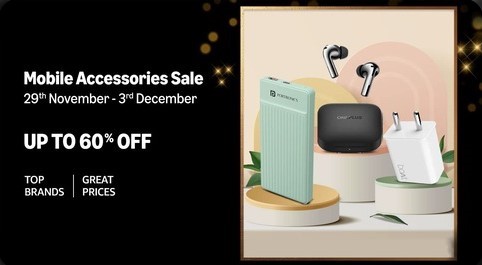 Mobile Accessories Sale
29th November - 3rd December
UP TO 60% OFF
TOP BRANDS
GREAT PRICES